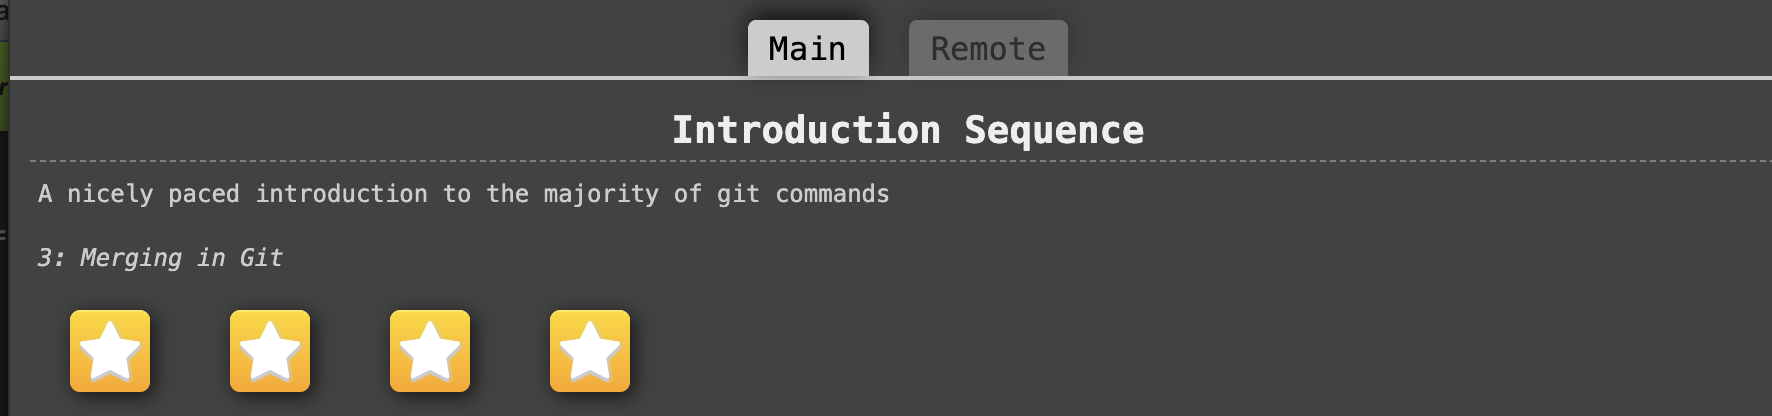 Main
Remote
Introduction Sequence
A nicely paced introduction to the majority of git commands
3: Merging in Git